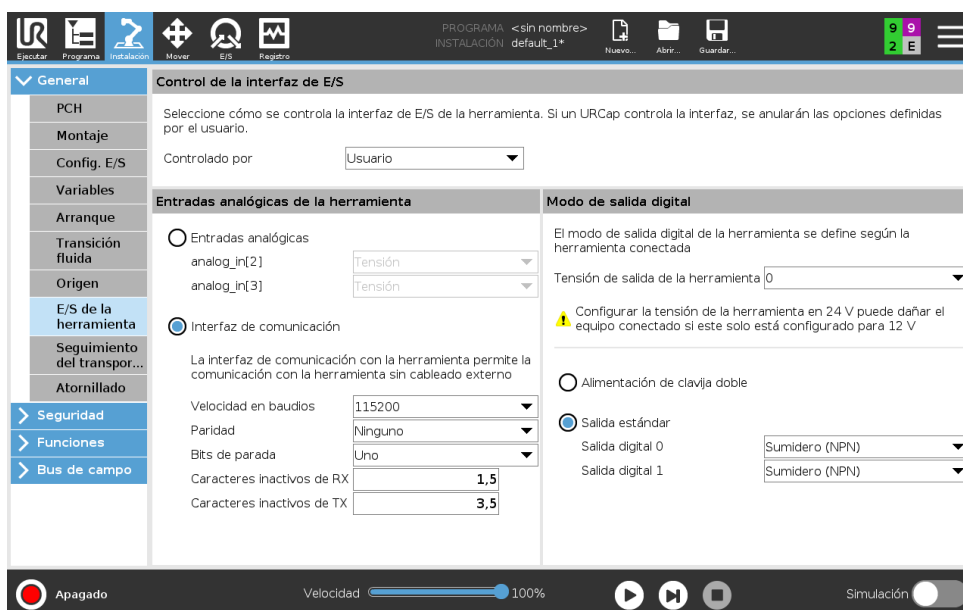 UR
PROGRAMA <sin nombre>
INSTALACIÓN default_1*
Ejecutar Programa Instalación Mover E/S Registro
Nuevo... Abrir... Guardar...
9 9
2 E
General
PCH
Montaje
Config. E/S
Variables
Arranque
Transición
fluida
Origen
E/S de la
herramienta
Seguimiento
del transpor...
Atornillado
Seguridad
Funciones
Bus de campo
Control de la interfaz de E/S
Seleccione cómo se controla la interfaz de E/S de la herramienta. Si un URCap controla la interfaz, se anularán las opciones definidas
por el usuario.
Controlado por Usuario
Entradas analógicas de la herramienta
Entradas analógicas
analog_in[2] Tensión
analog_in[3] Tensión
Interfaz de comunicación
La interfaz de comunicación con la herramienta permite la
comunicación con la herramienta sin cableado externo
Velocidad en baudios 115200
Paridad Ninguno
Bits de parada Uno
Caracteres inactivos de RX 1,5
Caracteres inactivos de TX 3,5
Modo de salida digital
El modo de salida digital de la herramienta se define según la
herramienta conectada
Tensión de salida de la herramienta 0
Configurar la tensión de la herramienta en 24 V puede dañar el
equipo conectado si este solo está configurado para 12 V
Alimentación de clavija doble
Salida estándar
Salida digital 0 Sumidero (NPN)
Salida digital 1 Sumidero (NPN)
Apagado Velocidad 100% Simulación